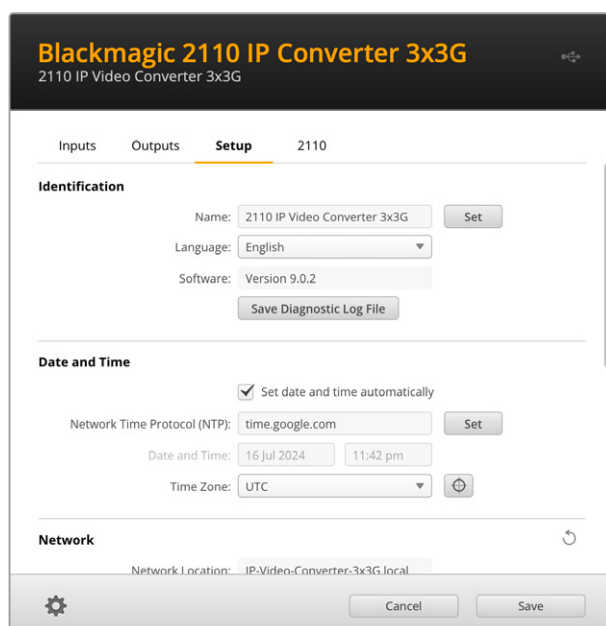 Blackmagic 2110 IP Converter 3x3G
2110 IP Video Converter 3x3G
Inputs Outputs Setup 2110
Identification
Name: 2110 IP Video Converter 3x3G Set
Language: English
Software: Version 9.0.2
Save Diagnostic Log File
Date and Time
Set date and time automatically
Network Time Protocol (NTP): time.google.com Set
Date and Time: 16 Jul 2024 11:42 pm
Time Zone: UTC
Network
Network Location: IP-Video-Converter-3x3G.local
Cancel Save